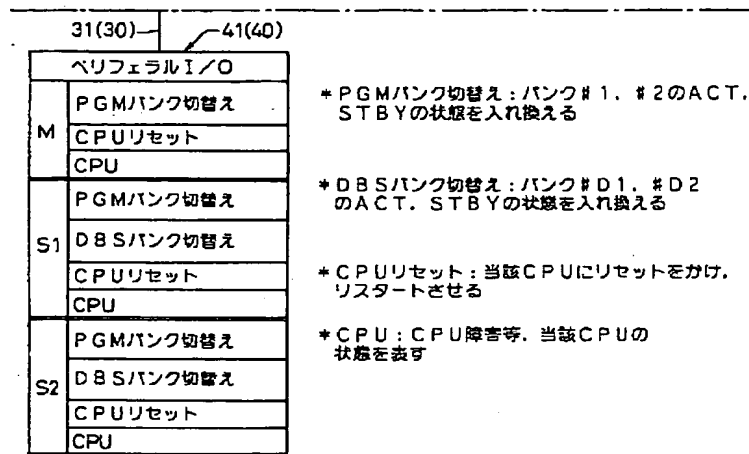 31(30)
41(40)
ペリフェラルI/O
M
PGMバンク切替え
CPUリセット
CPU
S1
PGMバンク切替え
DBSバンク切替え
CPUリセット
CPU
S2
PGMバンク切替え
DBSバンク切替え
CPUリセット
CPU
*PGMバンク切替え:バンク#1.#2のACT.
STBYの状態を入れ換える
*DBSバンク切替え:バンク#D1.#D2
のACT.STBYの状態を入れ換える
*CPUリセット:当該CPUにリセットをかけ.
リスタートさせる
*CPU:CPU障害等.当該CPUの
状態を表す